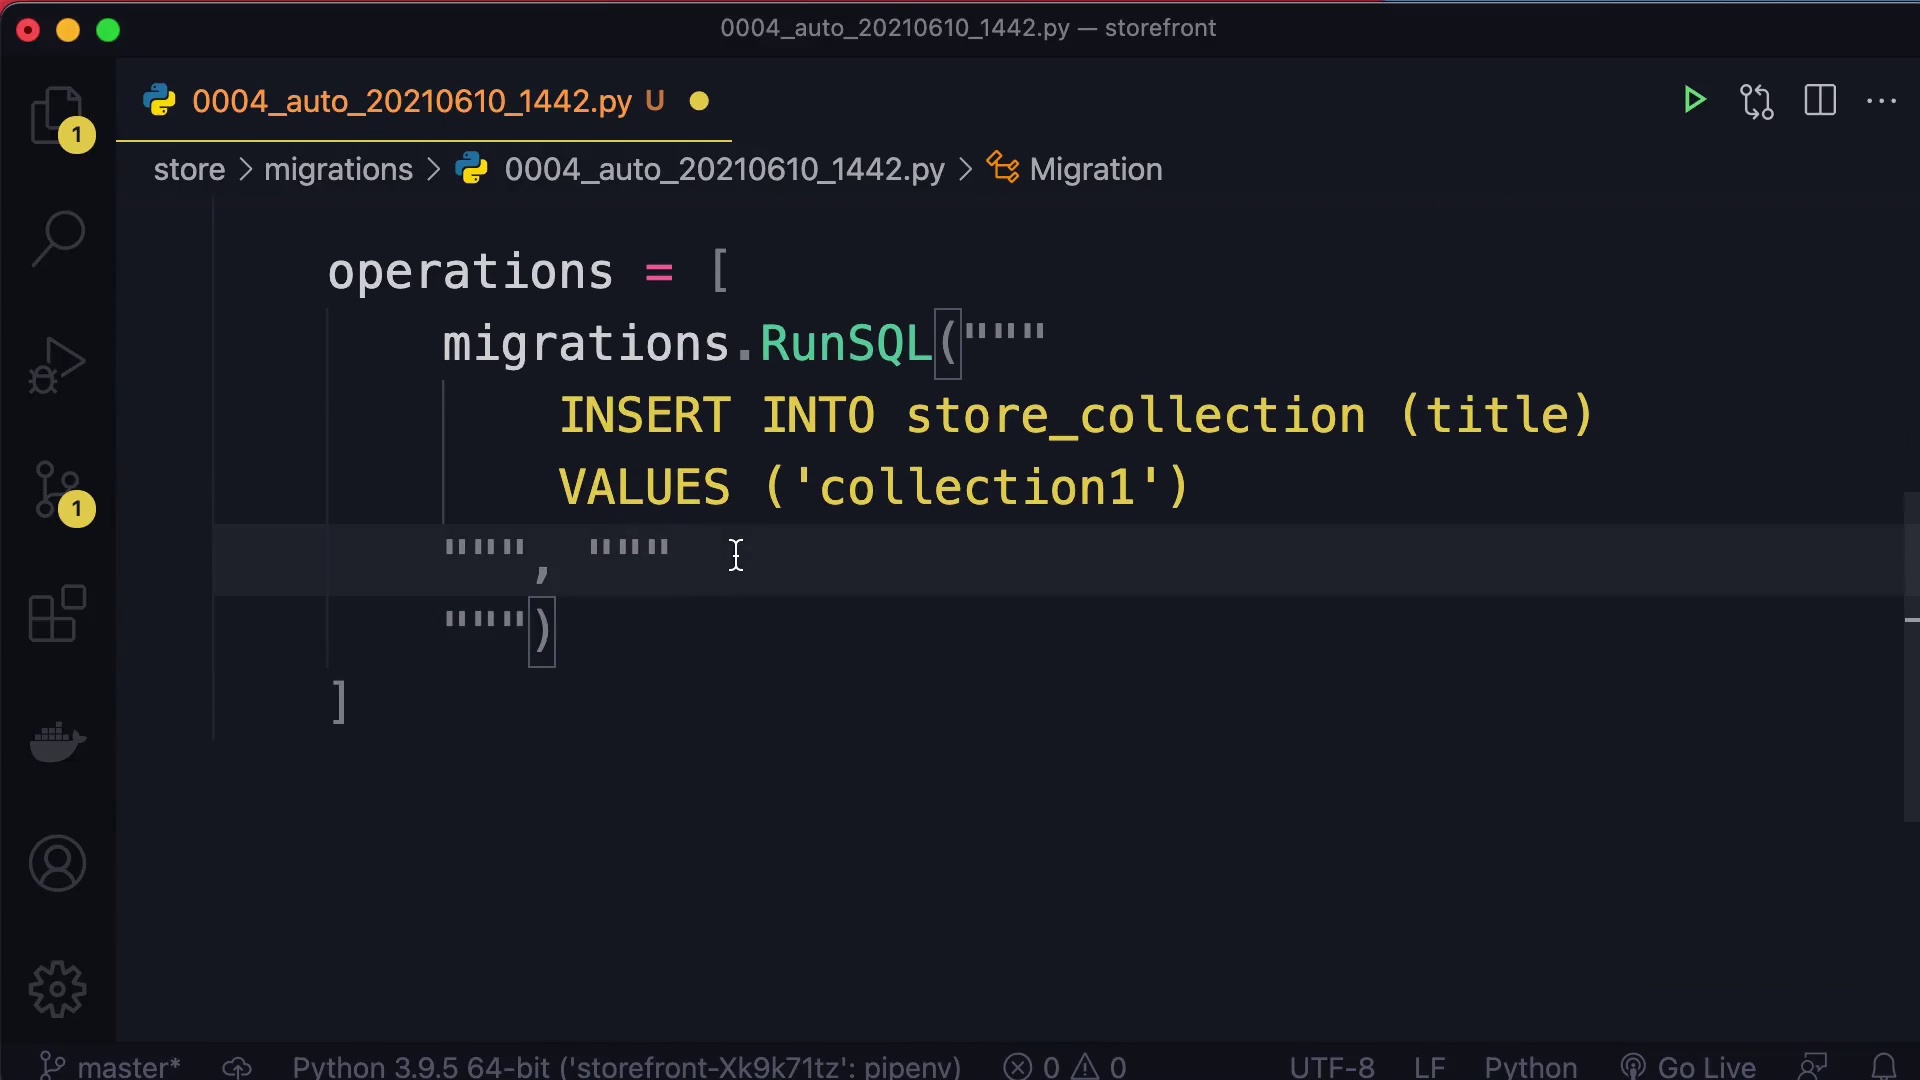 0004_auto_20210610_1442.py — storefront
0004_auto_20210610_1442.py U
store > migrations > 0004_auto_20210610_1442.py > Migration
1
operations = [
migrations.RunSQL("""
INSERT INTO store_collection (title)
VALUES ('collection1')
""", """
""")
]
1
master* Python 3.9.5 64-bit ('storefront-Xk9k71tz': pipenv) 0 0 UTF-8 LF Python Go Live